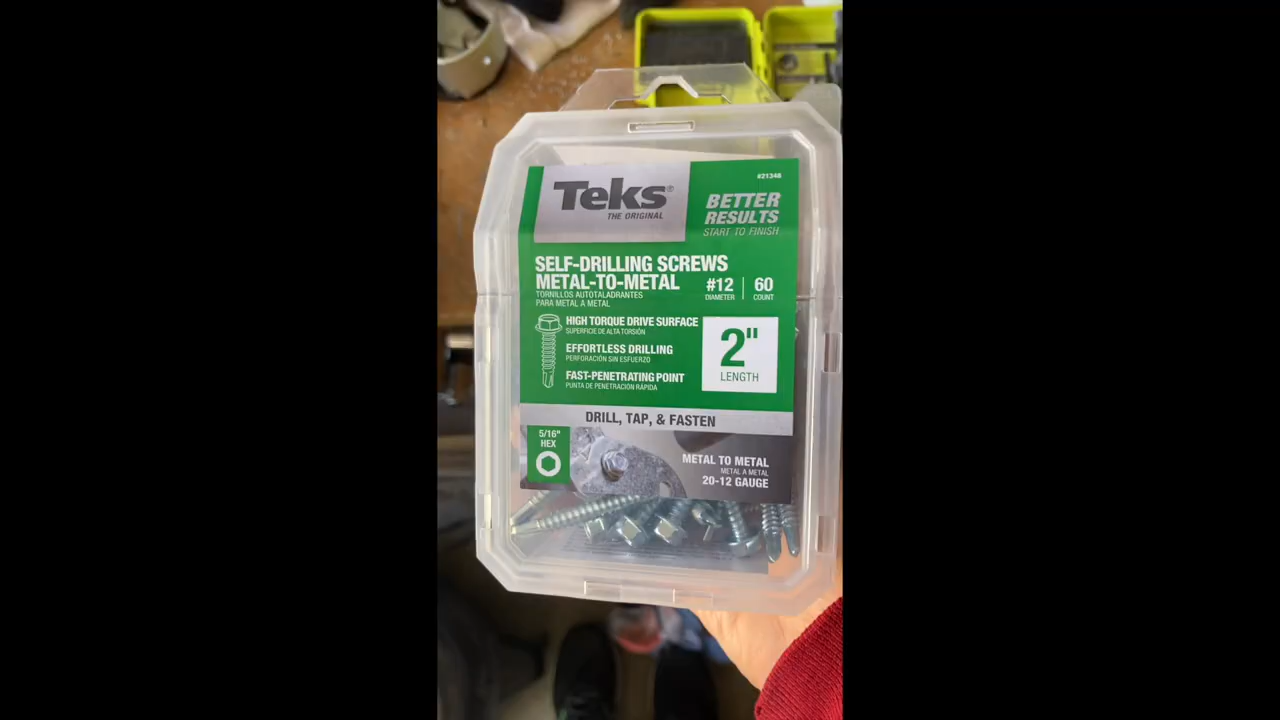 #21348
Teks®
THE ORIGINAL
BETTER
RESULTS
START TO FINISH
SELF-DRILLING SCREWS
METAL-TO-METAL
TORNILLOS AUTOTALADRANTES
PARA METAL A METAL
#12
DIAMETER
60
COUNT
HIGH TORQUE DRIVE SURFACE
SUPERFICIE DE ALTA TORSIÓN
EFFORTLESS DRILLING
PERFORACIÓN SIN ESFUERZO
FAST-PENETRATING POINT
PUNTA DE PENETRACIÓN RÁPIDA
2"
LENGTH
DRILL, TAP, & FASTEN
5/16"
HEX
METAL TO METAL
METAL A METAL
20-12 GAUGE